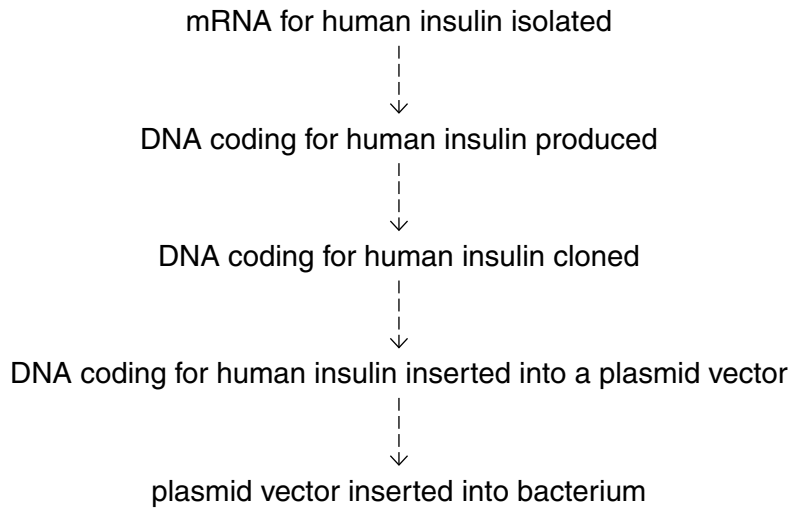 mRNA for human insulin isolated
DNA coding for human insulin produced
DNA coding for human insulin cloned
DNA coding for human insulin inserted into a plasmid vector
plasmid vector inserted into bacterium